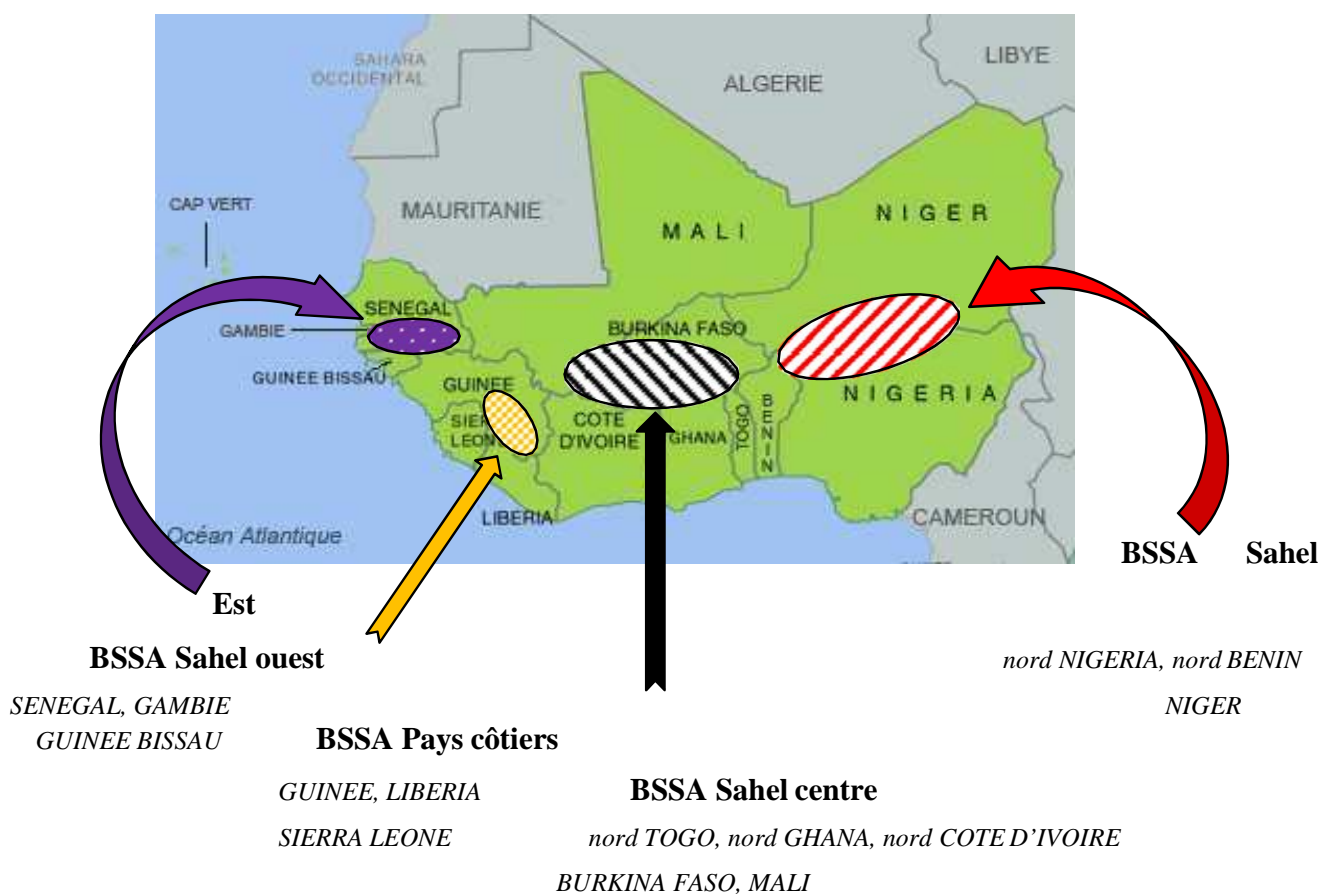 LIBYE
SAHARA
OCCIDENTAL
ALGERIE
CAP VERT
MAURITANIE
NIGER
MALI
SENEGAL
GAMBIE
BURKINA FASO
GUINEE BISSAU
GUINEE
NIGERIA
SIER
LEON
COTE
D'IVOIRE
GHANA
TOGO
BENIN
LIBERIA
CAMEROUN
Océan Atlantique
BSSA Sahel
Est
BSSA Sahel ouest
nord NIGERIA, nord BENIN
SENEGAL, GAMBIE
NIGER
GUINEE BISSAU
BSSA Pays côtiers
GUINEE, LIBERIA
BSSA Sahel centre
SIERRA LEONE
nord TOGO, nord GHANA, nord COTE D'IVOIRE
BURKINA FASO, MALI